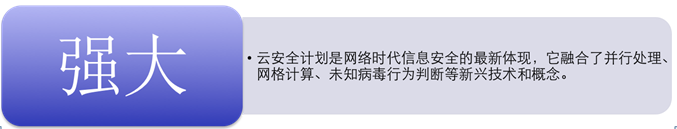 强大
• 云安全计划是网络时代信息安全的最新体现，它融合了并行处理、
网格计算、未知病毒行为判断等新兴技术和概念。